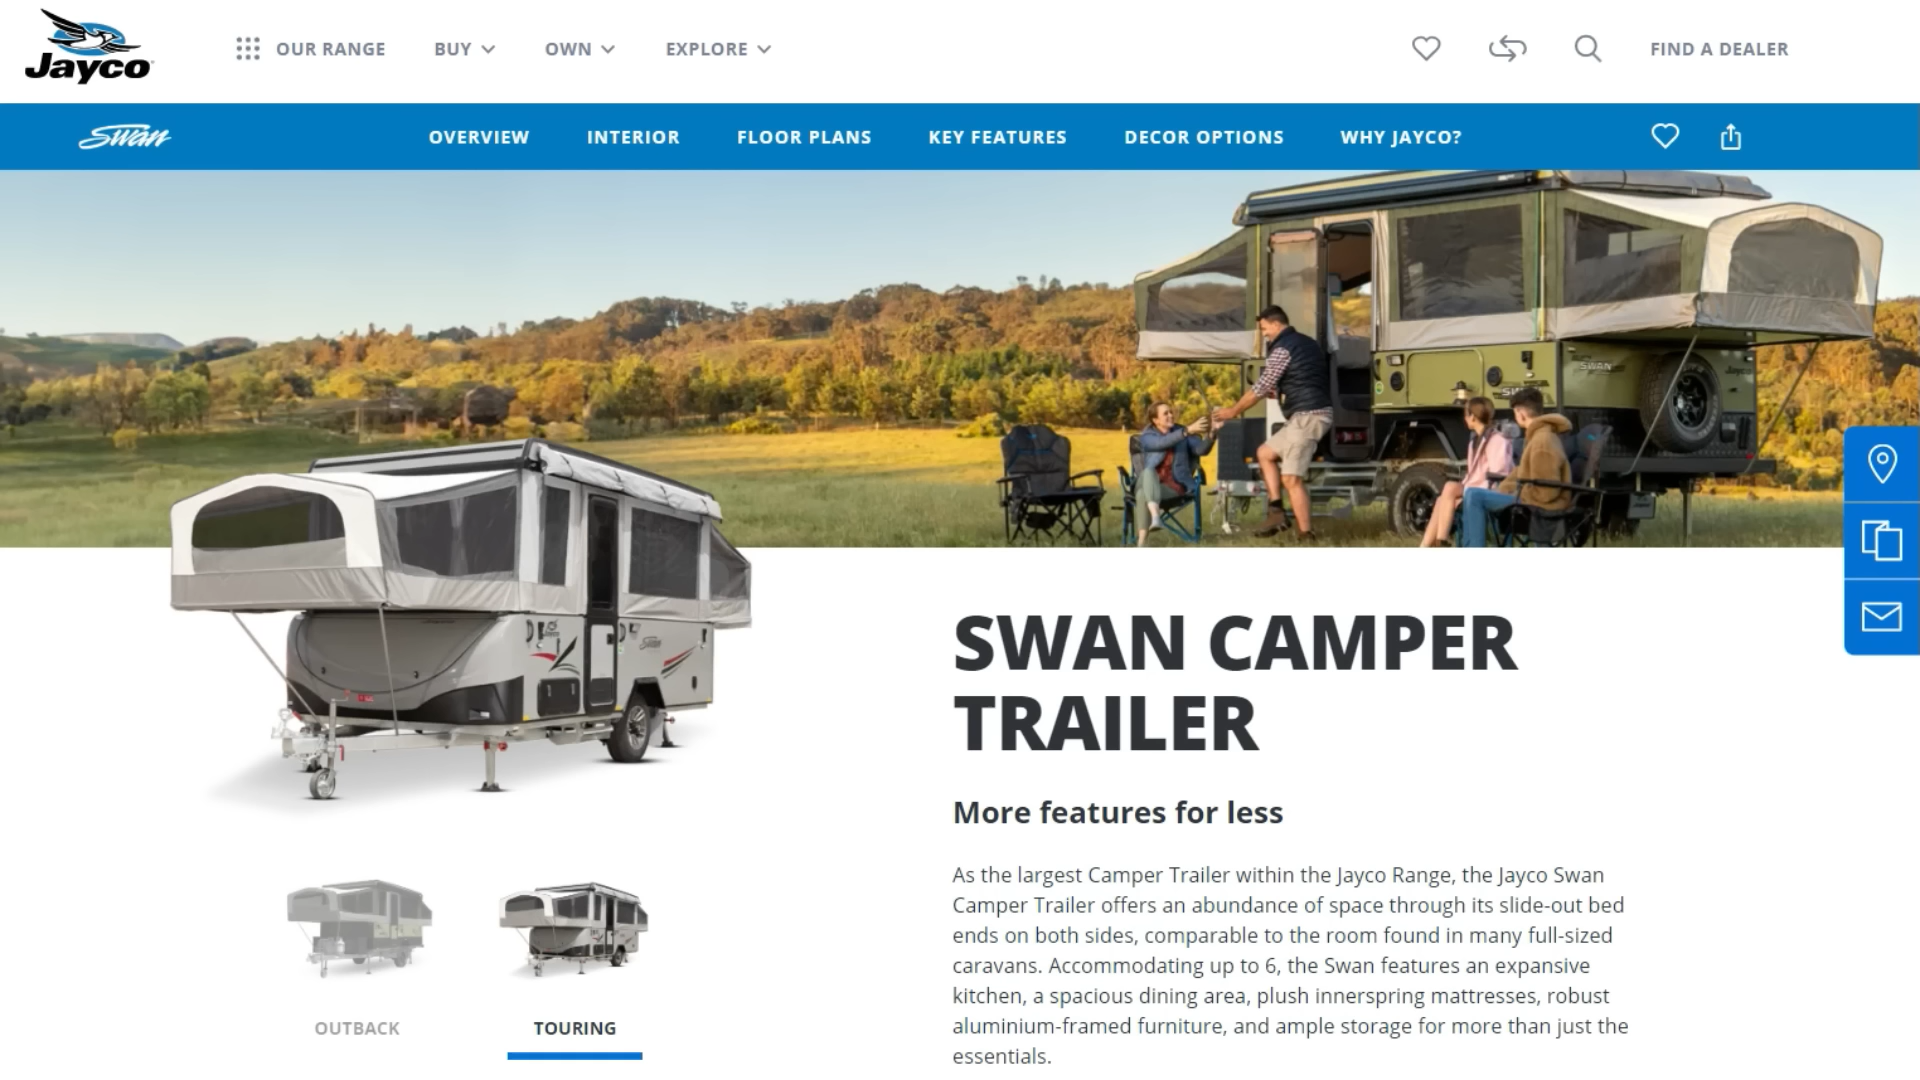 Jayco
OUR RANGE
BUY
OWN
EXPLORE
FIND A DEALER
Swan
OVERVIEW
INTERIOR
FLOOR PLANS
KEY FEATURES
DECOR OPTIONS
WHY JAYCO?
SWAN
Jayco
SWAN CAMPER
TRAILER
More features for less
As the largest Camper Trailer within the Jayco Range, the Jayco Swan
Camper Trailer offers an abundance of space through its slide-out bed
ends on both sides, comparable to the room found in many full-sized
caravans. Accommodating up to 6, the Swan features an expansive
kitchen, a spacious dining area, plush innerspring mattresses, robust
aluminium-framed furniture, and ample storage for more than just the
essentials.
OUTBACK
TOURING